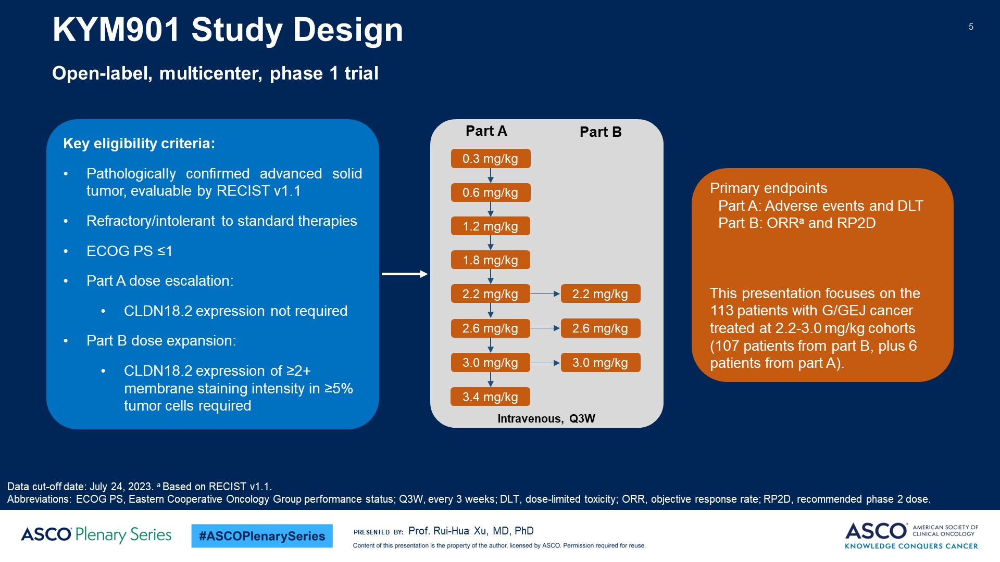 KYM901 Study Design
5
Open-label, multicenter, phase 1 trial
Key eligibility criteria:
• Pathologically confirmed advanced solid
tumor, evaluable by RECIST v1.1
• Refractory/intolerant to standard therapies
• ECOG PS ≤1
• Part A dose escalation:
• CLDN18.2 expression not required
• Part B dose expansion:
• CLDN18.2 expression of ≥2+
membrane staining intensity in ≥5%
tumor cells required
Part A
Part B
0.3 mg/kg
0.6 mg/kg
1.2 mg/kg
1.8 mg/kg
2.2 mg/kg
2.2 mg/kg
2.6 mg/kg
2.6 mg/kg
3.0 mg/kg
3.0 mg/kg
3.4 mg/kg
Intravenous, Q3W
Primary endpoints
Part A: Adverse events and DLT
Part B: ORRᵃ and RP2D
This presentation focuses on the
113 patients with G/GEJ cancer
treated at 2.2-3.0 mg/kg cohorts
(107 patients from part B, plus 6
patients from part A).
Data cut-off date: July 24, 2023. ᵃ Based on RECIST v1.1.
Abbreviations: ECOG PS, Eastern Cooperative Oncology Group performance status; Q3W, every 3 weeks; DLT, dose-limited toxicity; ORR, objective response rate; RP2D, recommended phase 2 dose.
ASCO® Plenary Series
#ASCOPlenarySeries
PRESENTED BY: Prof. Rui-Hua Xu, MD, PhD
Content of this presentation is the property of the author, licensed by ASCO. Permission required for reuse.
ASCO® AMERICAN SOCIETY OF
CLINICAL ONCOLOGY
KNOWLEDGE CONQUERS CANCER